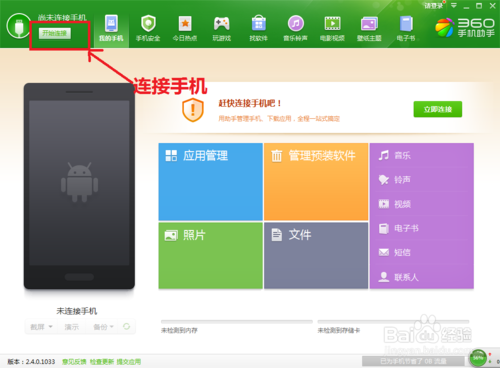 尚未连接手机
请登录
开始连接
我的手机
手机安全
今日热点
玩游戏
找软件
音乐铃声
电影视频
壁纸主题
电子书
360
手机助手
连接手机
赶快连接手机吧！
用助手管理手机、下载应用，全程一站式搞定
立即连接
应用管理
管理预装软件
音乐
铃声
视频
照片
文件
电子书
短信
联系人
未连接手机
截屏
演示
备份
未检测到内存
未检测到存储卡
Baidu经验
版本：2.4.0.1033
意见反馈
检查更新
提交应用
已为手机节省了 0B 流量